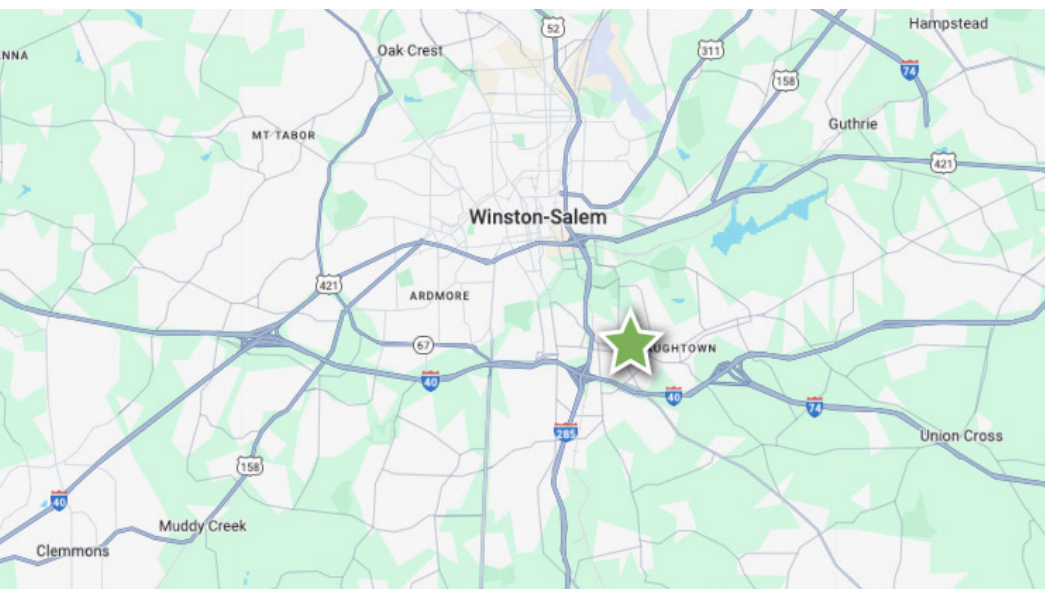 Hampstead
52
Oak Crest
311
NNA
74
158
Guthrie
MT TABOR
421
Winston-Salem
421
ARDMORE
67
UGHTOWN
40
40
74
285
Union Cross
158
40
Muddy Creek
Clemmons